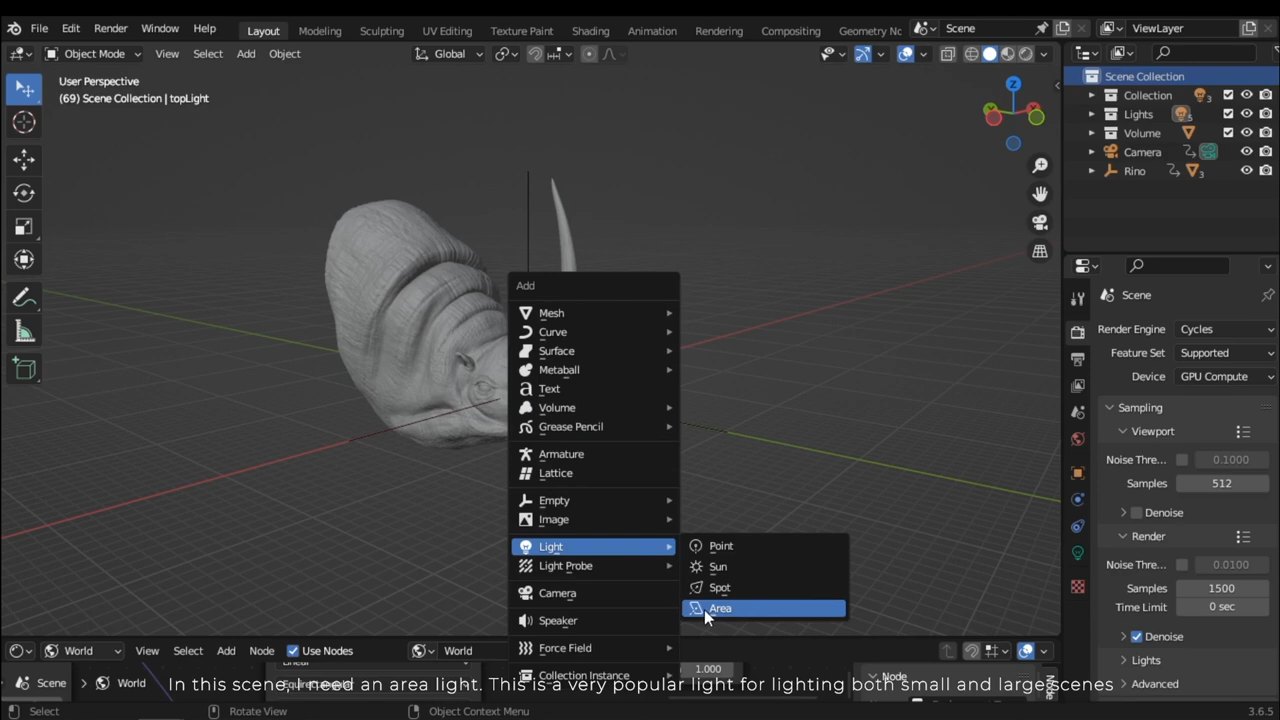 File Edit Render Window Help Layout Modeling Sculpting UV Editing Texture Paint Shading Animation Rendering Compositing Geometry No Scene ViewLayer
Object Mode View Select Add Object Global
User Perspective
(69) Scene Collection | topLight
Z
Scene Collection
Collection 3
Lights 5
Volume
Camera
Rino 3
Scene
Render Engine Cycles
Feature Set Supported
Device GPU Compute
Sampling
Viewport
Noise Thre... 0.1000
Samples 512
Denoise
Render
Noise Thre... 0.0100
Samples 1500
Time Limit 0 sec
Denoise
Lights
Advanced
Add
Mesh
Curve
Surface
Metaball
Text
Volume
Grease Pencil
Armature
Lattice
Empty
Image
Light
Light Probe
Camera
Speaker
Force Field
Collection Instance
Point
Sun
Spot
Area
World View Select Add Node Use Nodes World
Linear 1.000 Node
Scene World
In this scene, I need an area light. This is a very popular light for lighting both small and large scenes
Select Rotate View Object Context Menu 3.6.5